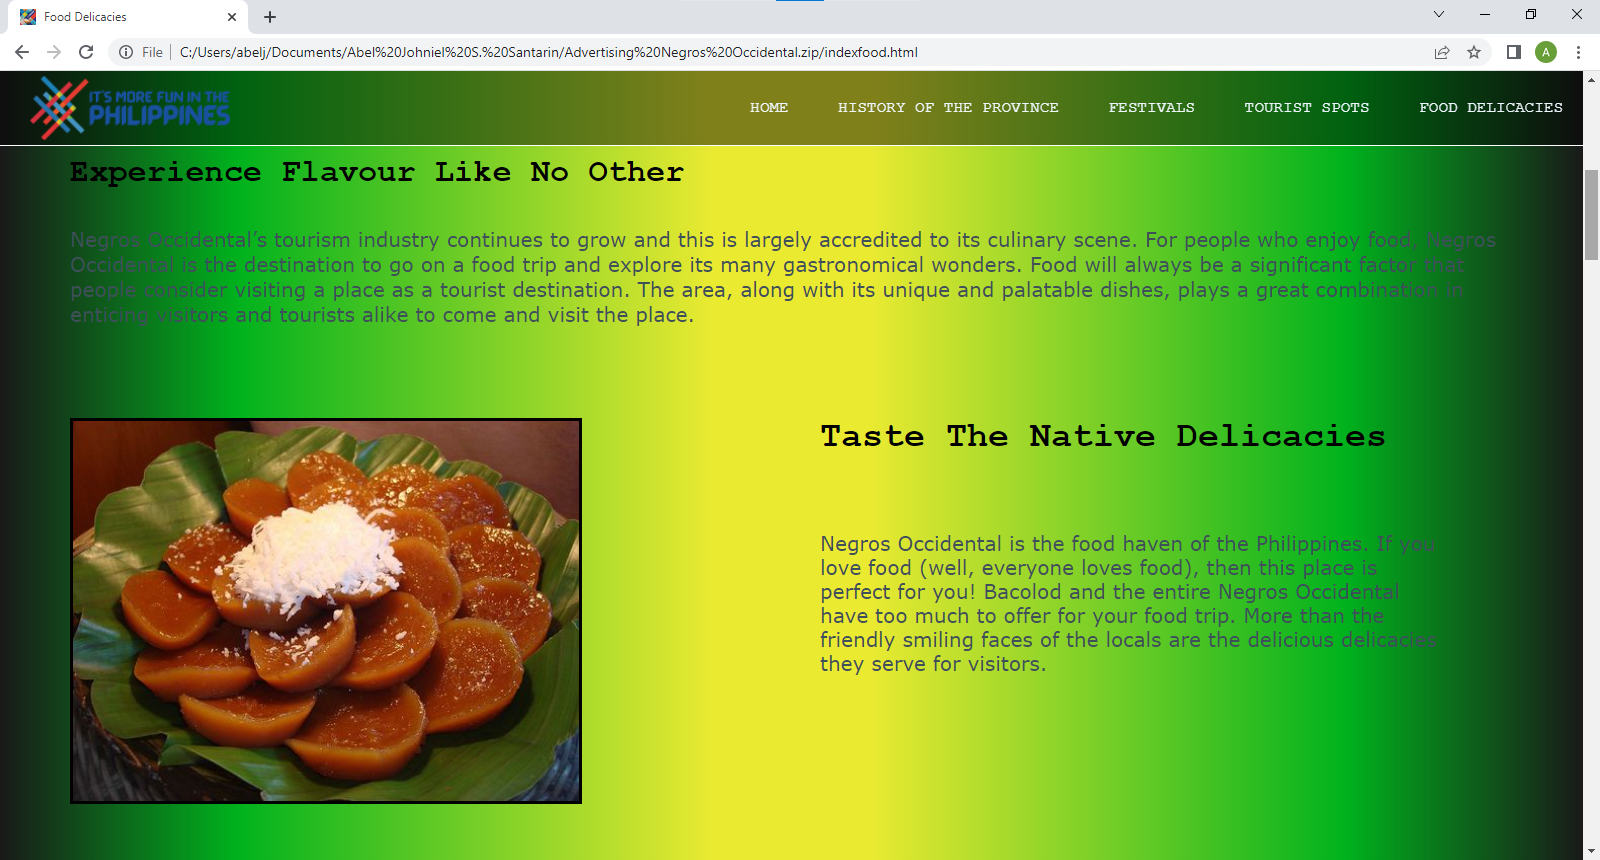 Food Delicacies
File
C:/Users/abelj/Documents/Abel%20Johniel%20S.%20Santarin/Advertising%20Negros%20Occidental.zip/indexfood.html
A
IT'S MORE FUN IN THE
PHILIPPINES
HOME HISTORY OF THE PROVINCE FESTIVALS TOURIST SPOTS FOOD DELICACIES
Experience Flavour Like No Other
Negros Occidental’s tourism industry continues to grow and this is largely accredited to its culinary scene. For people who enjoy food, Negros
Occidental is the destination to go on a food trip and explore its many gastronomical wonders. Food will always be a significant factor that
people consider visiting a place as a tourist destination. The area, along with its unique and palatable dishes, plays a great combination in
enticing visitors and tourists alike to come and visit the place.
Taste The Native Delicacies
Negros Occidental is the food haven of the Philippines. If you
love food (well, everyone loves food), then this place is
perfect for you! Bacolod and the entire Negros Occidental
have too much to offer for your food trip. More than the
friendly smiling faces of the locals are the delicious delicacies
they serve for visitors.